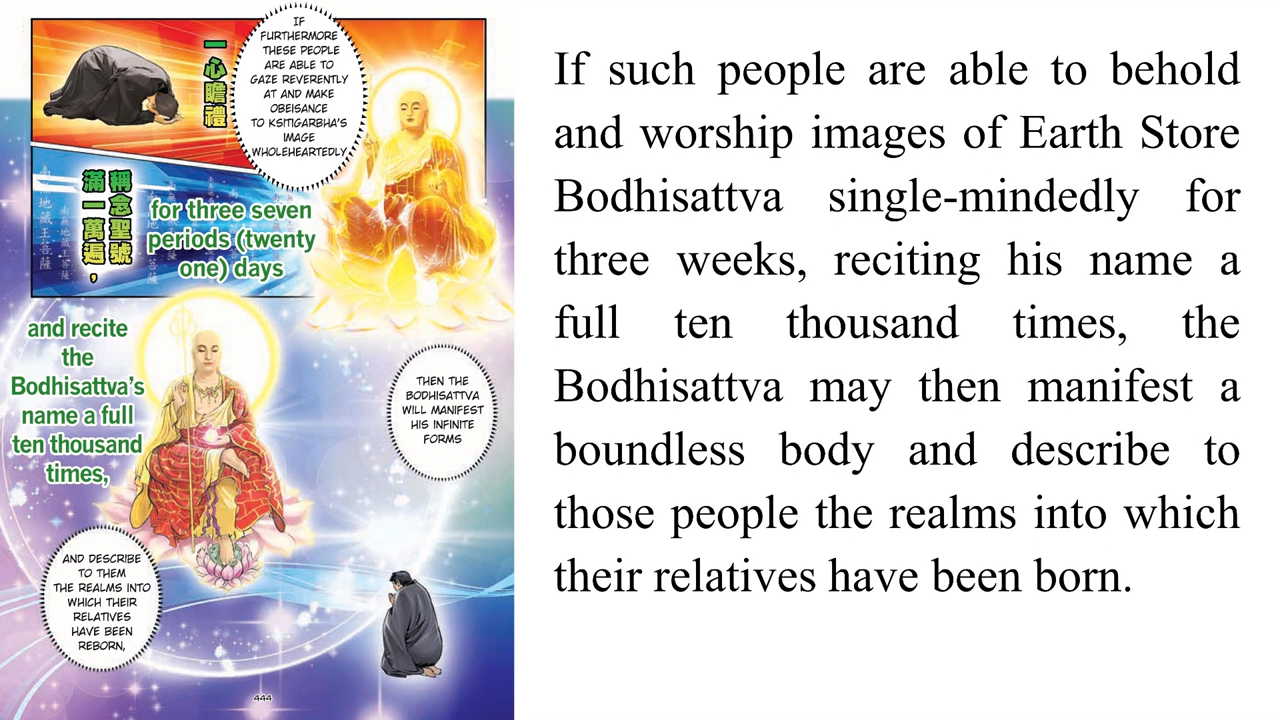 IF
FURTHERMORE
THESE PEOPLE
ARE ABLE TO
GAZE REVERENTLY
AT AND MAKE
OBEISANCE
TO KSITIGARBHA'S
IMAGE
WHOLEHEARTEDLY
一心瞻禮
稱念聖號
滿一萬遍，
for three seven
periods (twenty
one) days
and recite
the
Bodhisattva's
name a full
ten thousand
times,
THEN THE
BODHISATTVA
WILL MANIFEST
HIS INFINITE
FORMS
AND DESCRIBE
TO THEM
THE REALMS INTO
WHICH THEIR
RELATIVES
HAVE BEEN
REBORN,
444
If such people are able to behold
and worship images of Earth Store
Bodhisattva single-mindedly for
three weeks, reciting his name a
full ten thousand times, the
Bodhisattva may then manifest a
boundless body and describe to
those people the realms into which
their relatives have been born.